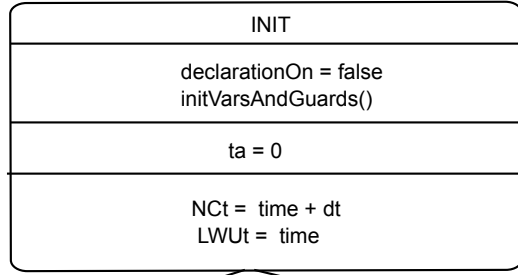 INIT
declarationOn = false
initVarsAndGuards()
ta = 0
NCt = time + dt
LWUt = time